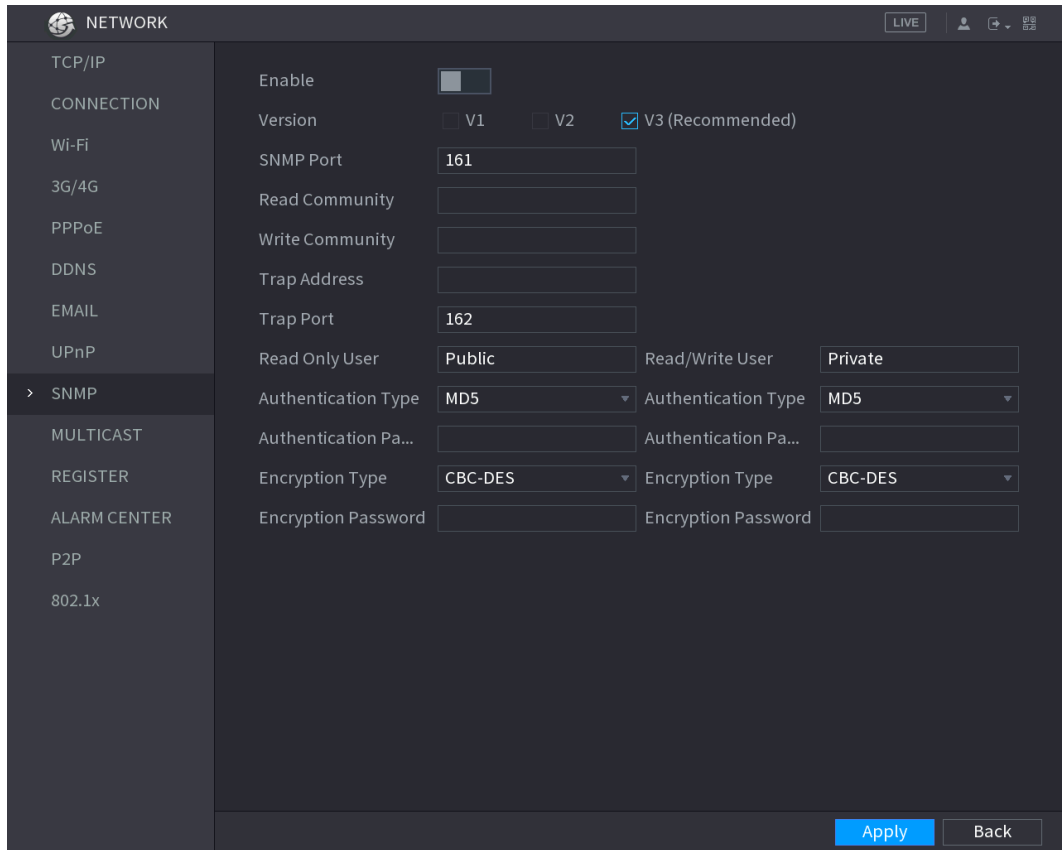 NETWORK
LIVE
TCP/IP
CONNECTION
Wi-Fi
3G/4G
PPPoE
DDNS
EMAIL
UPnP
SNMP
MULTICAST
REGISTER
ALARM CENTER
P2P
802.1x
Enable
Version V1 V2 V3 (Recommended)
SNMP Port 161
Read Community
Write Community
Trap Address
Trap Port 162
Read Only User Public Read/Write User Private
Authentication Type MD5 Authentication Type MD5
Authentication Pa... Authentication Pa...
Encryption Type CBC-DES Encryption Type CBC-DES
Encryption Password Encryption Password
Apply Back